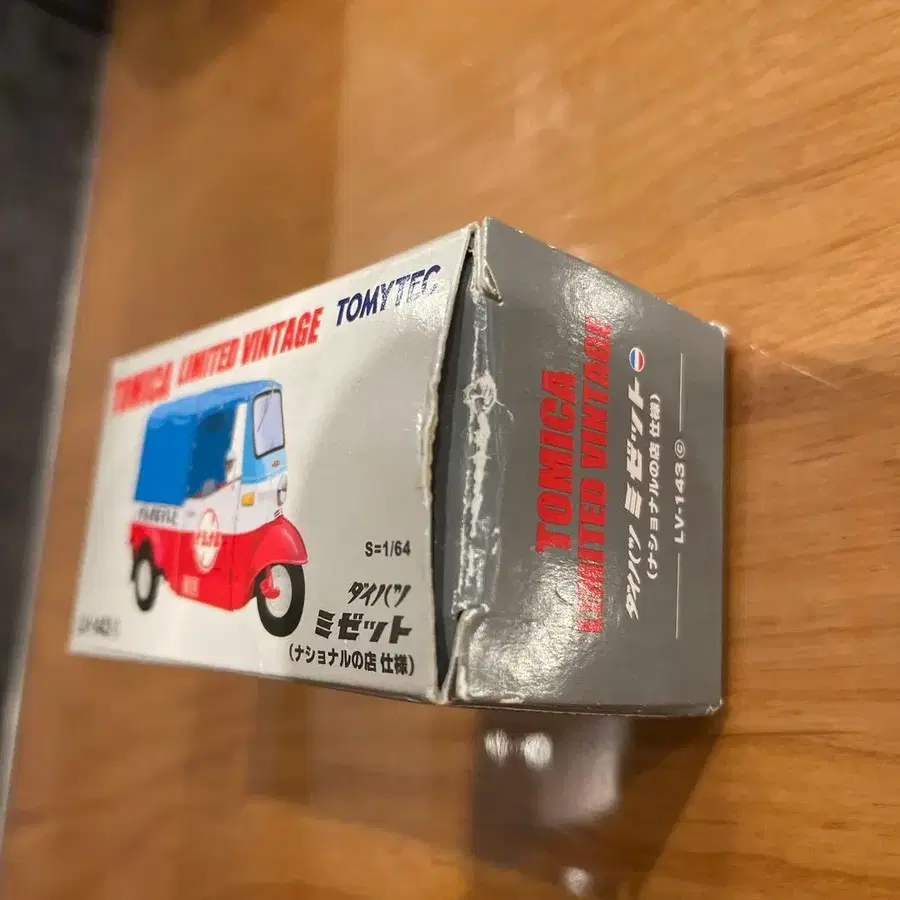 TOMICA LIMITED VINTAGE
TOMYTEC
S=1/64
ダイハツ
ミゼット
(ナショナルの店 仕様)
TOMICA
LIMITED VINTAGE
ダイハツ ミゼット
(ナショナルの店 仕様)
LV-143 ⓒ